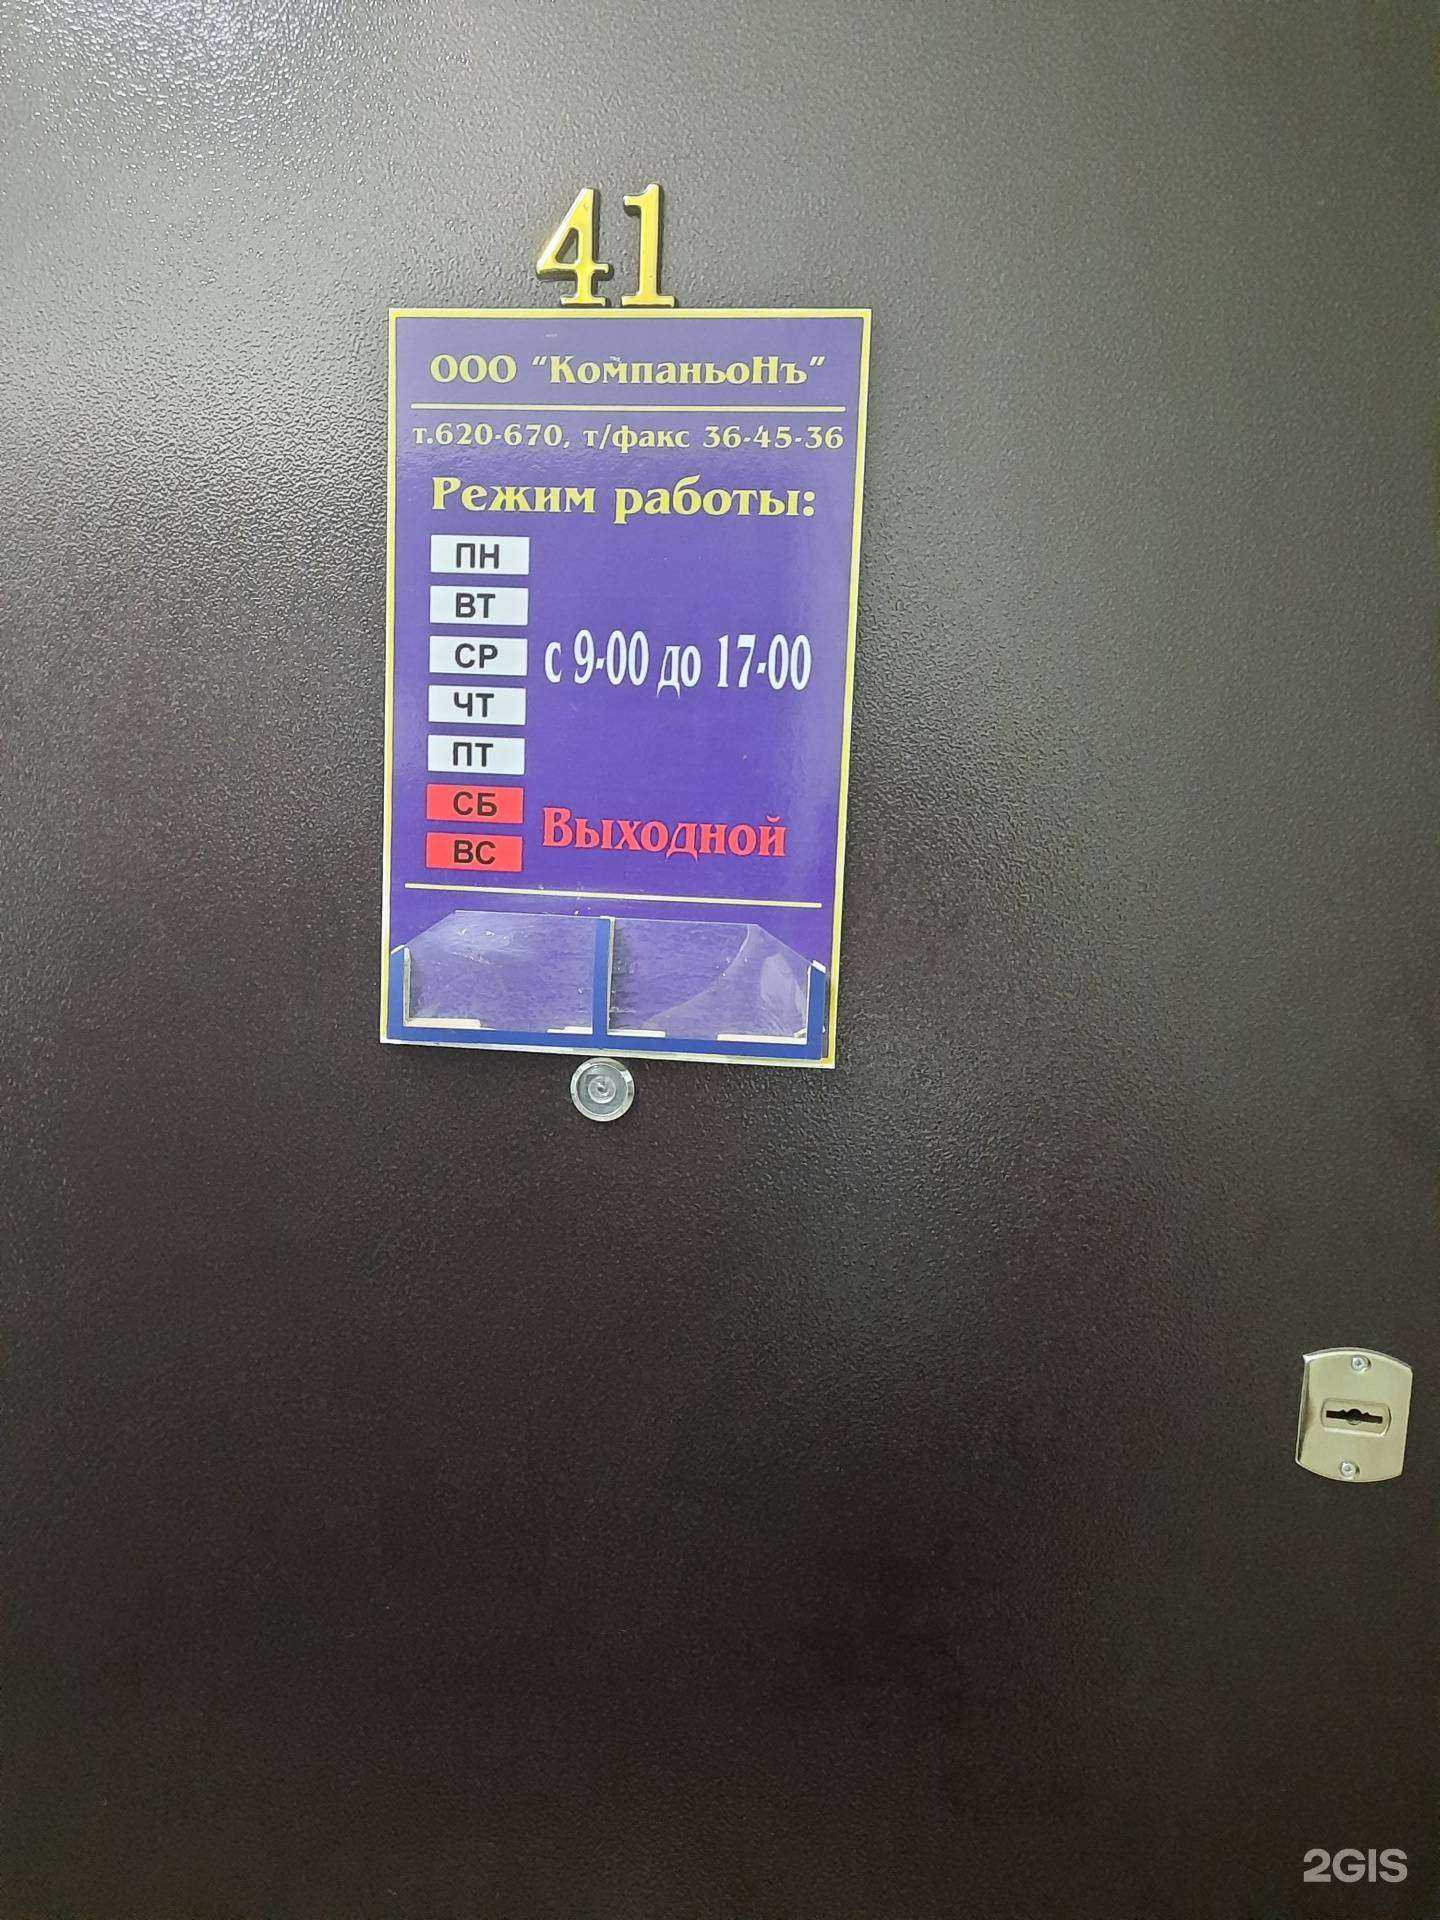 41
ООО “КомпаньоНъ”
т.620-670, т/факс 36-45-36
Режим работы:
ПН
ВТ
СР с 9-00 до 17-00
ЧТ
ПТ
СБ Выходной
ВС
2GIS